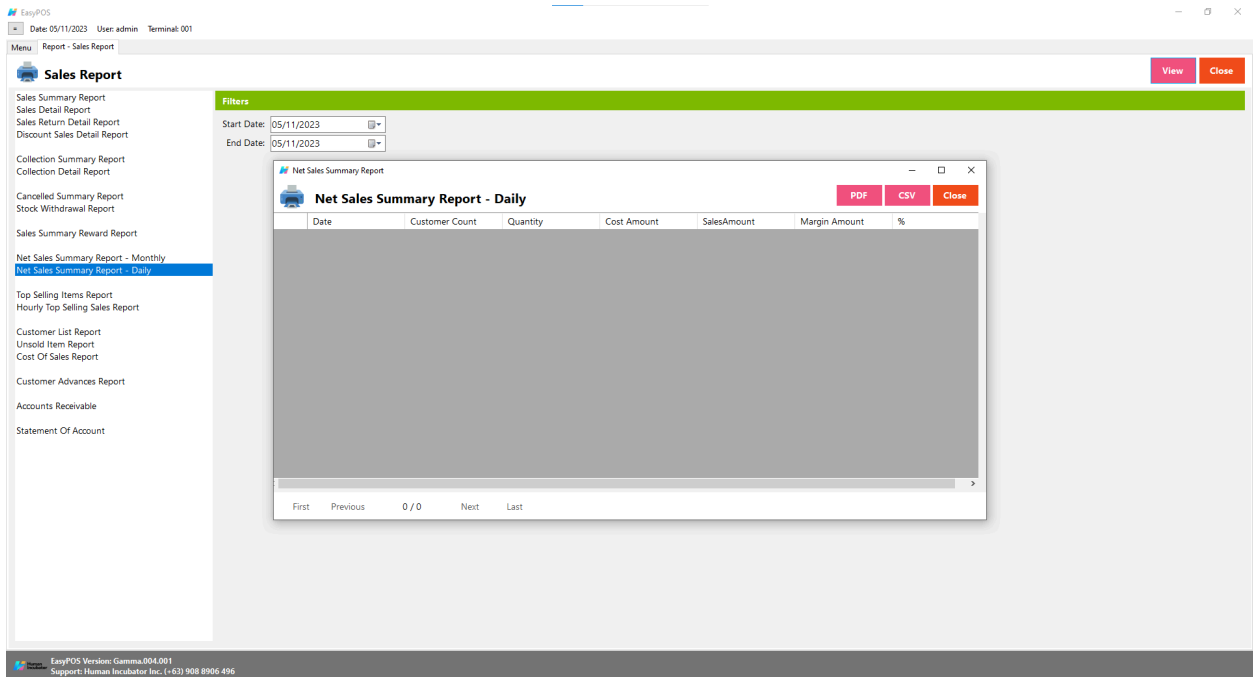 EasyPOS
Date: 05/11/2023 User: admin Terminal: 001
Menu Report - Sales Report
Sales Report View Close
Sales Summary Report
Sales Detail Report
Sales Return Detail Report
Discount Sales Detail Report
Collection Summary Report
Collection Detail Report
Cancelled Summary Report
Stock Withdrawal Report
Sales Summary Reward Report
Net Sales Summary Report - Monthly
Net Sales Summary Report - Daily
Top Selling Items Report
Hourly Top Selling Sales Report
Customer List Report
Unsold Item Report
Cost Of Sales Report
Customer Advances Report
Accounts Receivable
Statement Of Account
Filters
Start Date: 05/11/2023
End Date: 05/11/2023
Net Sales Summary Report
Net Sales Summary Report - Daily PDF CSV Close
Date Customer Count Quantity Cost Amount SalesAmount Margin Amount %
First Previous 0 / 0 Next Last
Human Incubator
EasyPOS Version: Gamma.004.001
Support: Human Incubator Inc. (+63) 908 8906 496